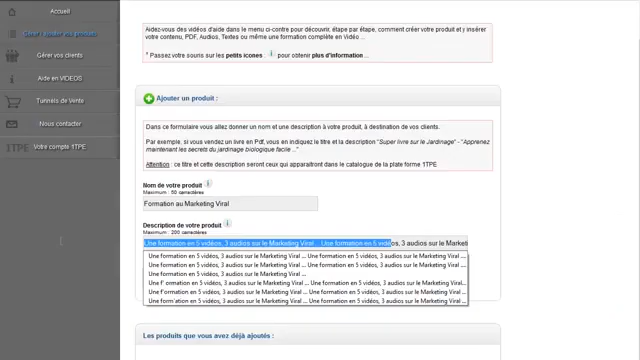 Accueil
Gérer / ajouter vos produits
Gérer vos clients
Aide en VIDEOS
Tunnels de Vente
Nous contacter
1TPE Votre compte 1TPE
Aidez-vous des vidéos d'aide dans le menu ci-contre pour découvrir, étape par étape, comment créer votre produit et y insérer
votre contenu, PDF, Audios, Textes ou même une formation complète en Vidéo ...
* Passez votre souris sur les petits icones i pour obtenir plus d'information ...
Ajouter un produit :
Dans ce formulaire vous allez donner un nom et une description à votre produit, à destination de vos clients.
Par exemple, si vous vendez un livre en Pdf, vous en indiquez le titre et la description "Super livre sur le Jardinage" - "Apprenez
maintenant les secrets du jardinage biologique facile ..."
Attention : ce titre et cette description seront ceux qui apparaîtront dans le catalogue de la plate forme 1TPE
Nom de votre produit i
Maximum : 50 carractères
Formation au Marketing Viral
Description de votre produit i
Maximum : 200 carractères
Une formation en 5 vidéos, 3 audios sur le Marketing Viral ... Une formation en 5 vidéos, 3 audios sur le Marketi
Une formation en 5 vidéos, 3 audios sur le Marketing Viral ... Une formation en 5 vidéos, 3 audios sur le Marketing Viral ...
Une formation en 5 vidéos, 3 audios sur le Marketing Viral ... Une formation en 5 vidéos, 3 audios sur le Marketing Viral ...
Une formation en 5 vidéos, 3 audios sur le Marketing Viral ...
Une f' ormation en 5 vidéos, 3 audios sur le Marketing Viral ... Une formation en 5 vidéos, 3 audios sur le Marketing Viral ...
Une f'ormation en 5 vidéos, 3 audios sur le Marketing Viral ... Une formation en 5 vidéos, 3 audios sur le Marketing Viral ...
Une form'ation en 5 vidéos, 3 audios sur le Marketing Viral ... Une formation en 5 vidéos, 3 audios sur le Marketing Viral ...
Les produits que vous avez déjà ajoutés :